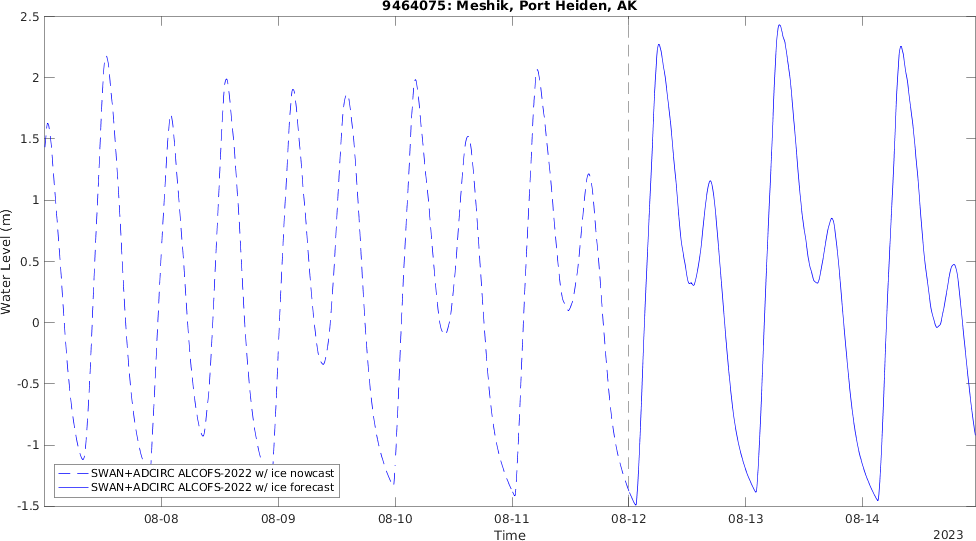 9464075: Meshik, Port Heiden, AK
2.5
2
1.5
1
0.5
0
-0.5
-1
-1.5
Water Level (m)
SWAN+ADCIRC ALCOFS-2022 w/ ice nowcast
SWAN+ADCIRC ALCOFS-2022 w/ ice forecast
08-08 08-09 08-10 08-11 08-12 08-13 08-14
Time
2023